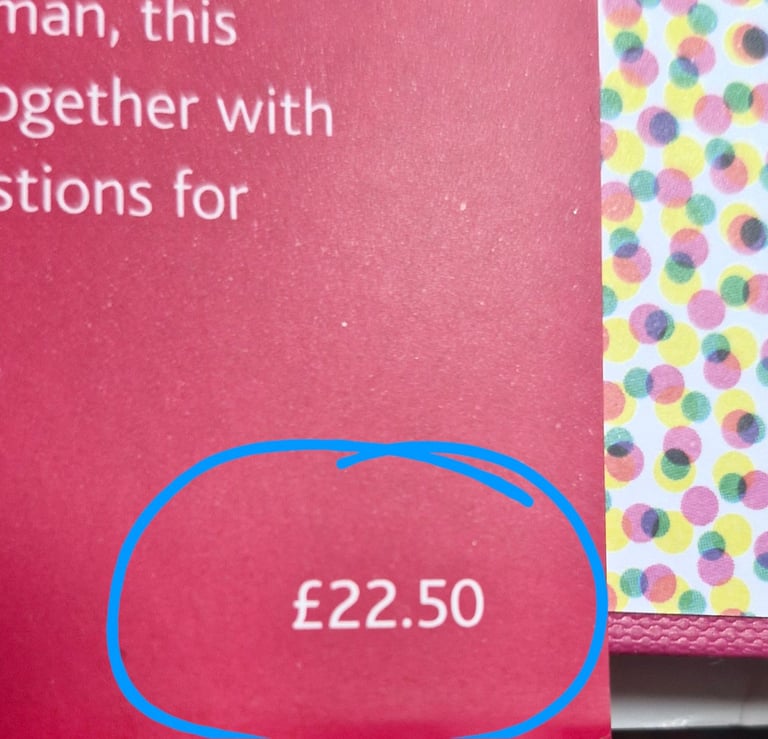 man, this
ogether with
stions for
£22.50